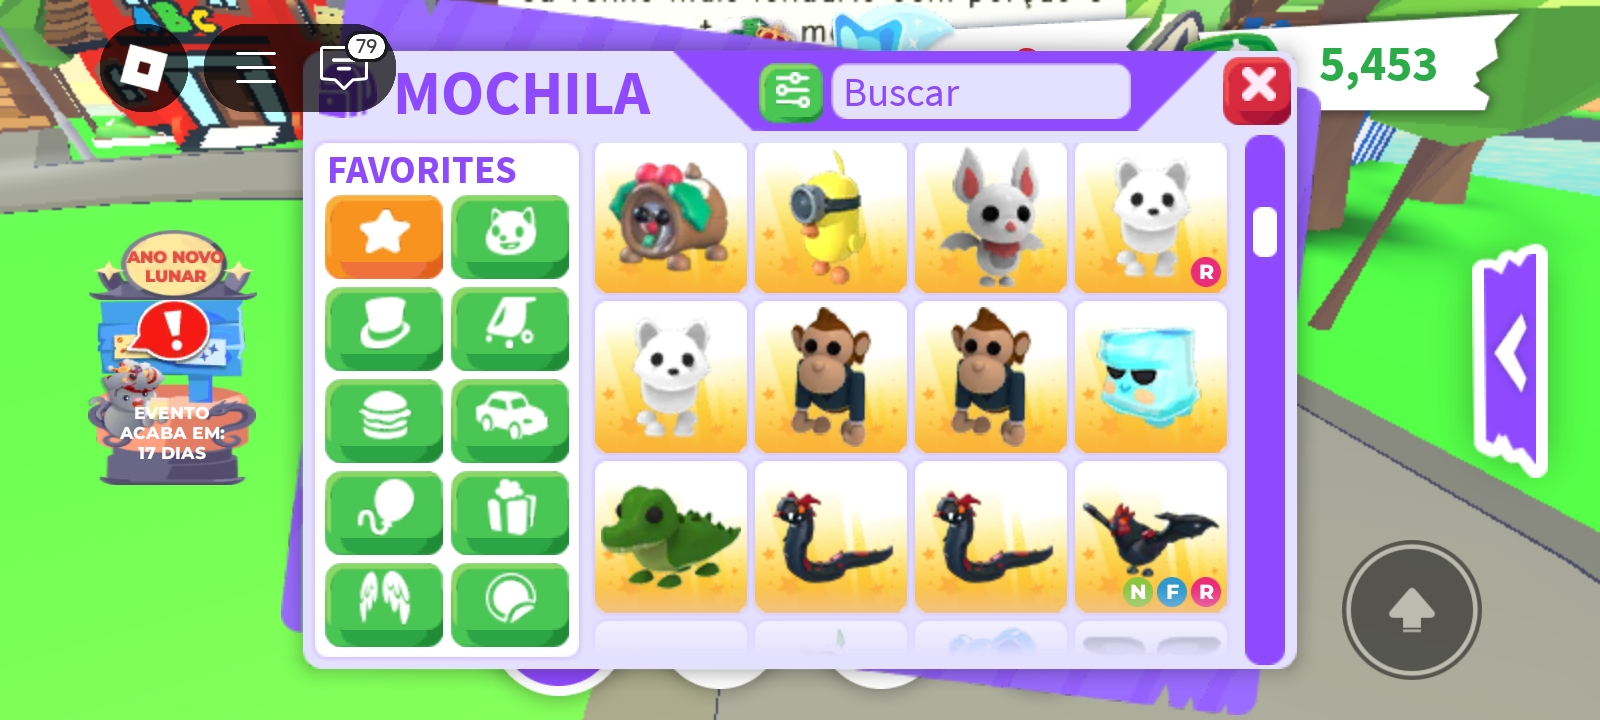 79
MOCHILA
Buscar
5,453
FAVORITES
ANO NOVO
LUNAR
!
EVENTO
ACABA EM:
17 DIAS
R
N F R